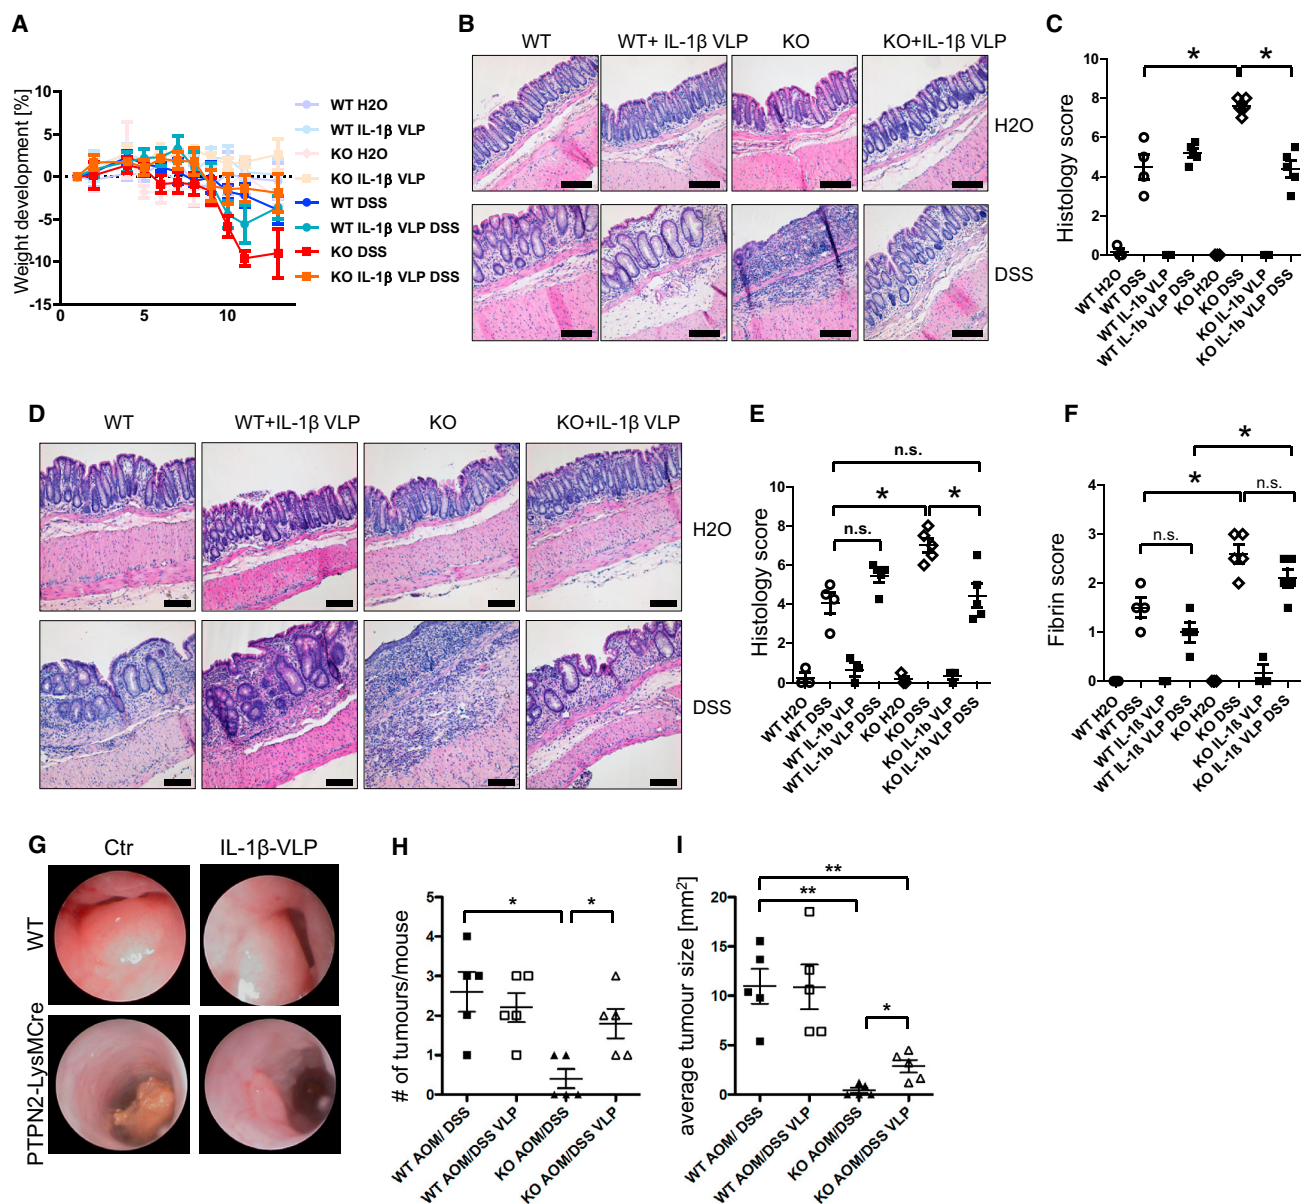 A
Weight development [%]
10
5
0
-5
-10
-15
0
5
10
WT H2O
WT IL-1β VLP
KO H2O
KO IL-1β VLP
WT DSS
WT IL-1β VLP DSS
KO DSS
KO IL-1β VLP DSS
B
WT
WT+ IL-1β VLP
KO
KO+IL-1β VLP
H2O
DSS
C
Histology score
10
8
6
4
2
0
*
*
WT H2O
WT DSS
WT IL-1b VLP
WT IL-1b VLP DSS
KO H2O
KO DSS
KO IL-1b VLP
KO IL-1b VLP DSS
D
WT
WT+IL-1β VLP
KO
KO+IL-1β VLP
H2O
DSS
E
Histology score
10
8
6
4
2
0
n.s.
*
*
n.s.
WT H2O
WT DSS
WT IL-1b VLP
WT IL-1b VLP DSS
KO H2O
KO DSS
KO IL-1b VLP
KO IL-1b VLP DSS
F
Fibrin score
4
3
2
1
0
*
*
n.s.
n.s.
WT H2O
WT DSS
WT IL-1ß VLP
WT IL-1ß VLP DSS
KO H2O
KO DSS
KO IL-1ß VLP
KO IL-1ß VLP DSS
G
Ctr
IL-1β-VLP
WT
PTPN2-LysMCre
H
# of tumours/mouse
5
4
3
2
1
0
*
*
WT AOM/ DSS
WT AOM/DSS VLP
KO AOM/DSS
KO AOM/DSS VLP
I
average tumour size [mm²]
20
15
10
5
0
**
**
*
WT AOM/ DSS
WT AOM/DSS VLP
KO AOM/DSS
KO AOM/DSS VLP